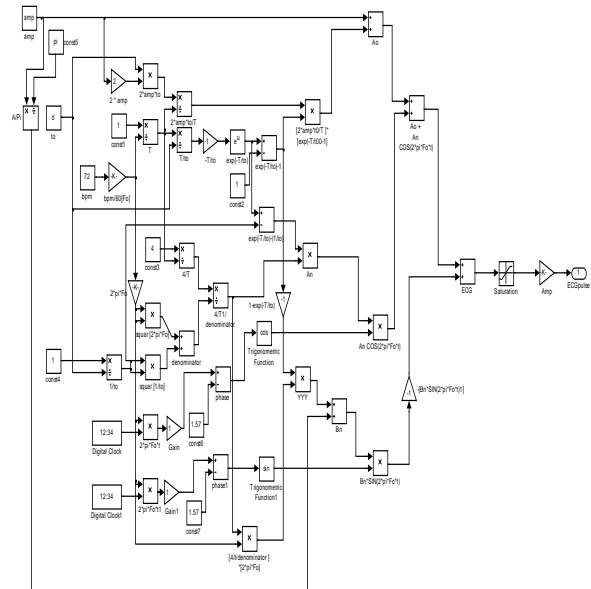 amp
amp
pi
const5
A/Pi
d
to
2
2 * amp
2*amp*to
2*amp*to/T
1
const1
T
T/to
-1
-T/to
e^u
exp(-T/to)
exp(-T/to)-1
1
const2
[2*amp*t0/T ]*
[exp(-T/t00-1]
Ao
Ao +
An
COS(2*pi*Fo*t)
72
bpm
-K-
bpm/60[Fo]
exp(-T/to)-(1/to)
4
const3
4/T
An
-K-
2*pi*Fo
squar [2*pi*Fo]
4/T1/
denominator
denominator
-1
1-exp(-T/to)
cos
Trigonometric
Function
An COS(2*pi*Fo*t)
ECG
Saturation
-K-
Amp
1
ECGpulse
1
const4
1/to
squar [1/to]
phase
1.57
const6
YYY
Bn
-1
-[Bn*SIN(2*pi*Fo*t)1]
12:34
Digital Clock
2*pi*Fo*t
1
Gain
12:34
Digital Clock1
2*pi*Fo*t1
1
Gain1
phase1
1.57
const7
sin
Trigonometric
Function1
Bn*SIN(2*pi*Fo*t)
[4/t/denominator ]
*[2*pi*Fo]